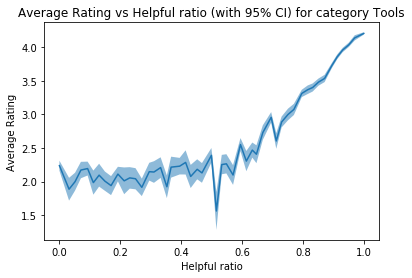 Average Rating vs Helpful ratio (with 95% CI) for category Tools
4.0
3.5
3.0
2.5
2.0
1.5
Average Rating
0.0 0.2 0.4 0.6 0.8 1.0
Helpful ratio